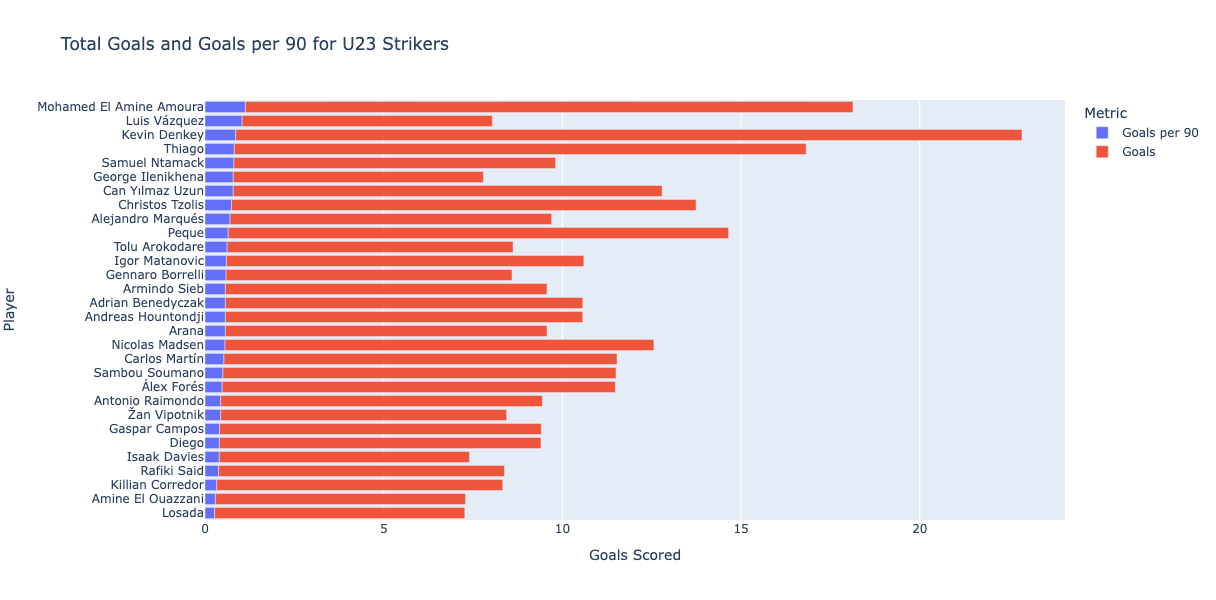 Total Goals and Goals per 90 for U23 Strikers
Metric
Goals per 90
Goals
Player
Mohamed El Amine Amoura
Luis Vázquez
Kevin Denkey
Thiago
Samuel Ntamack
George Ilenikhena
Can Yılmaz Uzun
Christos Tzolis
Alejandro Marqués
Peque
Tolu Arokodare
Igor Matanovic
Gennaro Borrelli
Armindo Sieb
Adrian Benedyczak
Andreas Hountondji
Arana
Nicolas Madsen
Carlos Martín
Sambou Soumano
Álex Forés
Antonio Raimondo
Žan Vipotnik
Gaspar Campos
Diego
Isaak Davies
Rafiki Said
Killian Corredor
Amine El Ouazzani
Losada
0 5 10 15 20
Goals Scored